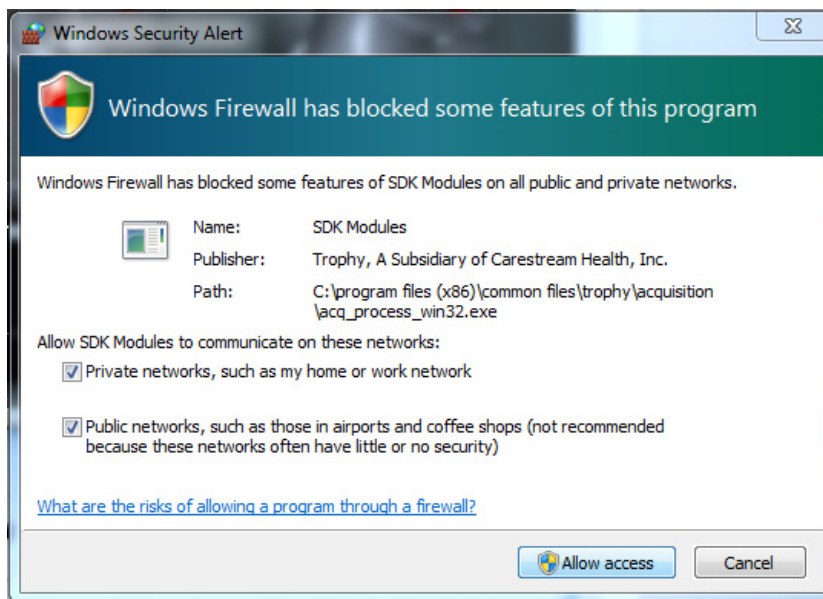 Windows Security Alert
Windows Firewall has blocked some features of this program
Windows Firewall has blocked some features of SDK Modules on all public and private networks.
Name: SDK Modules
Publisher: Trophy, A Subsidiary of Carestream Health, Inc.
Path: C:\program files (x86)\common files\trophy\acquisition
\acq_process_win32.exe
Allow SDK Modules to communicate on these networks:
Private networks, such as my home or work network
Public networks, such as those in airports and coffee shops (not recommended
because these networks often have little or no security)
What are the risks of allowing a program through a firewall?
Allow access Cancel